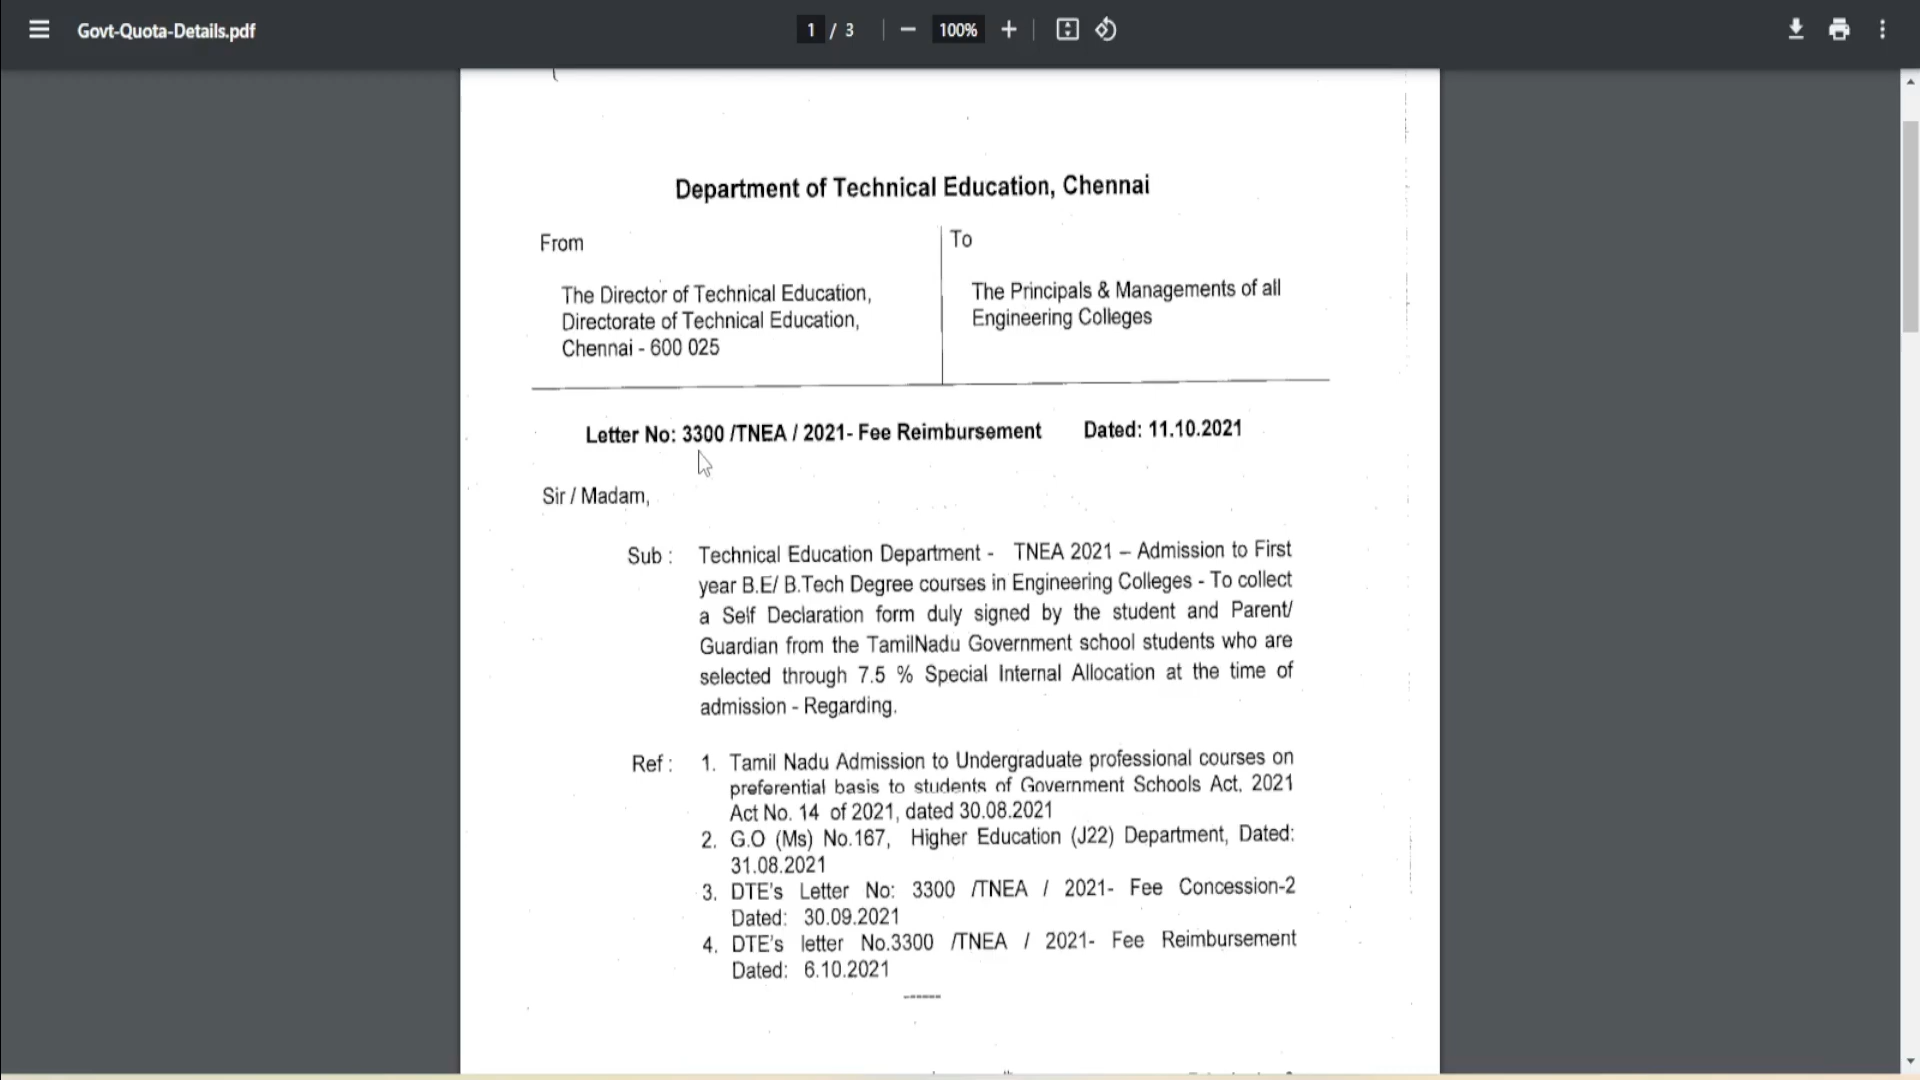 Govt-Quota-Details.pdf
1 / 3
100%
Department of Technical Education, Chennai
From
The Director of Technical Education,
Directorate of Technical Education,
Chennai - 600 025
To
The Principals & Managements of all
Engineering Colleges
Letter No: 3300 /TNEA / 2021- Fee Reimbursement Dated: 11.10.2021
Sir / Madam,
Sub : Technical Education Department - TNEA 2021 – Admission to First
year B.E/ B.Tech Degree courses in Engineering Colleges - To collect
a Self Declaration form duly signed by the student and Parent/
Guardian from the TamilNadu Government school students who are
selected through 7.5 % Special Internal Allocation at the time of
admission - Regarding.
Ref : 1. Tamil Nadu Admission to Undergraduate professional courses on
preferential basis to students of Government Schools Act, 2021
Act No. 14 of 2021, dated 30.08.2021
2. G.O (Ms) No.167, Higher Education (J22) Department, Dated:
31.08.2021
3. DTE's Letter No: 3300 /TNEA / 2021- Fee Concession-2
Dated: 30.09.2021
4. DTE's letter No.3300 /TNEA / 2021- Fee Reimbursement
Dated: 6.10.2021